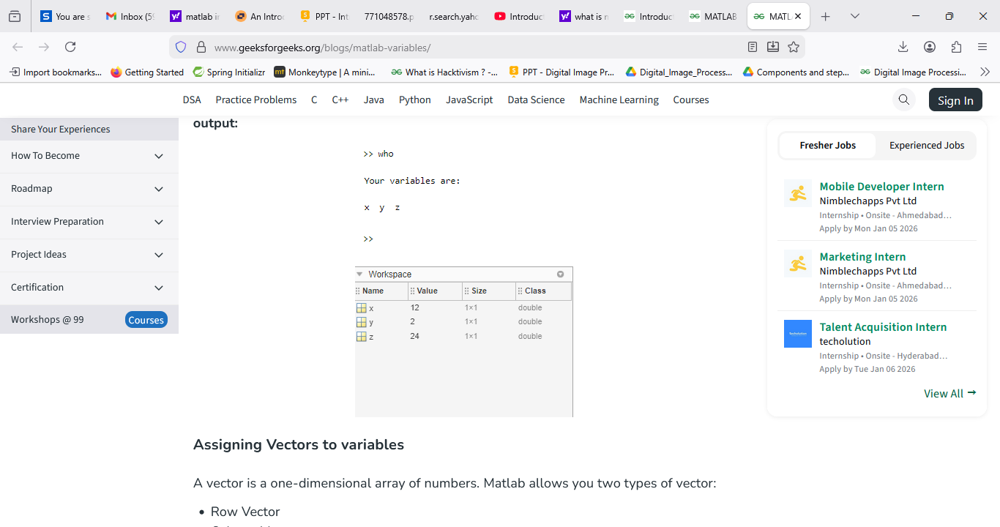 You are s
Inbox (59
matlab in
An Introd
PPT - Int
771048578.p
r.search.yaho
Introduc
what is m
Introduc
MATLAB
MATL
www.geeksforgeeks.org/blogs/matlab-variables/
Import bookmarks...
Getting Started
Spring Initializr
Monkeytype | A mini...
What is Hacktivism ? -...
PPT - Digital Image Pr...
Digital_Image_Process...
Components and step...
Digital Image Processi...
DSA
Practice Problems
C
C++
Java
Python
JavaScript
Data Science
Machine Learning
Courses
Sign In
Share Your Experiences
How To Become
Roadmap
Interview Preparation
Project Ideas
Certification
Workshops @ 99
Courses
output:
>> who
Your variables are:
x y z
>>
Workspace
Name Value Size Class
x 12 1×1 double
y 2 1×1 double
z 24 1×1 double
Assigning Vectors to variables
A vector is a one-dimensional array of numbers. Matlab allows you two types of vector:
• Row Vector
Fresher Jobs
Experienced Jobs
Mobile Developer Intern
Nimblechapps Pvt Ltd
Internship • Onsite - Ahmedabad...
Apply by Mon Jan 05 2026
Marketing Intern
Nimblechapps Pvt Ltd
Internship • Onsite - Ahmedabad...
Apply by Mon Jan 05 2026
Techolution
Talent Acquisition Intern
techolution
Internship • Onsite - Hyderabad...
Apply by Tue Jan 06 2026
View All →